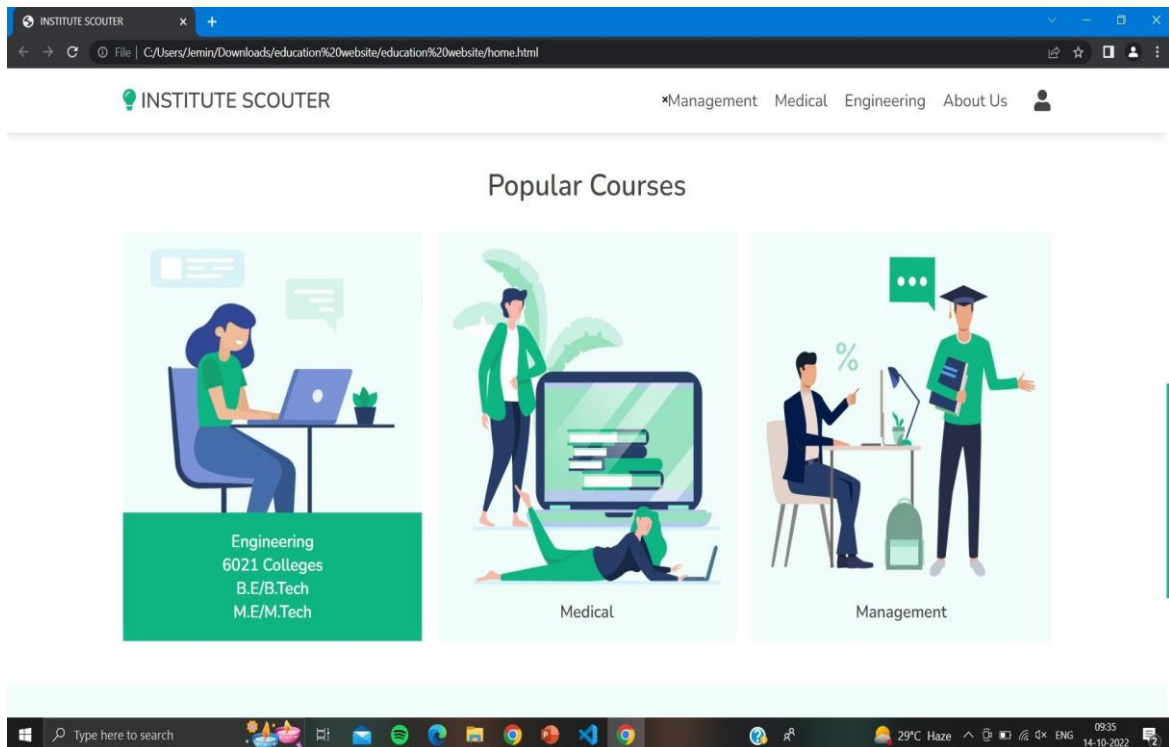 INSTITUTE SCOUTER
File | C:/Users/Jemin/Downloads/education%20website/education%20website/home.html
INSTITUTE SCOUTER
×Management Medical Engineering About Us
Popular Courses
%
Engineering
6021 Colleges
B.E/B.Tech
M.E/M.Tech
Medical
Management
Type here to search
29°C Haze
ENG
09:35
14-10-2022
2